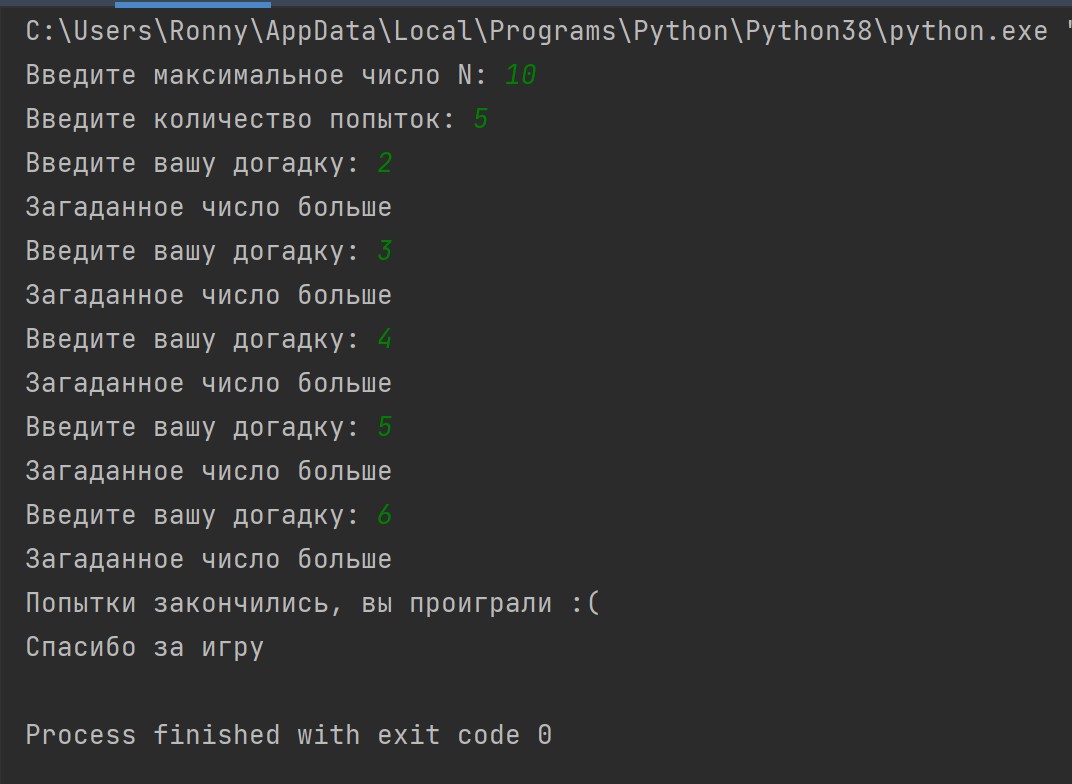 C:\Users\Ronny\AppData\Local\Programs\Python\Python38\python.exe "
Введите максимальное число N: 10
Введите количество попыток: 5
Введите вашу догадку: 2
Загаданное число больше
Введите вашу догадку: 3
Загаданное число больше
Введите вашу догадку: 4
Загаданное число больше
Введите вашу догадку: 5
Загаданное число больше
Введите вашу догадку: 6
Загаданное число больше
Попытки закончились, вы проиграли :(
Спасибо за игру
Process finished with exit code 0